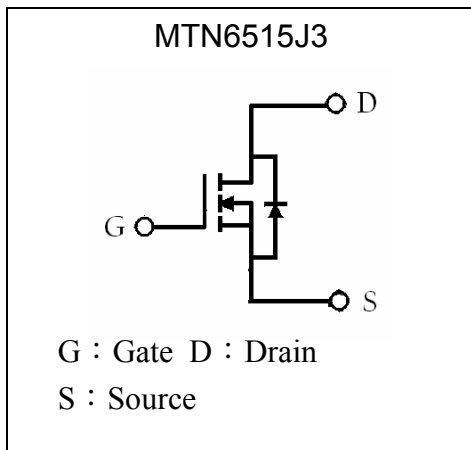 MTN6515J3
D
G
S
G：Gate D：Drain
S：Source